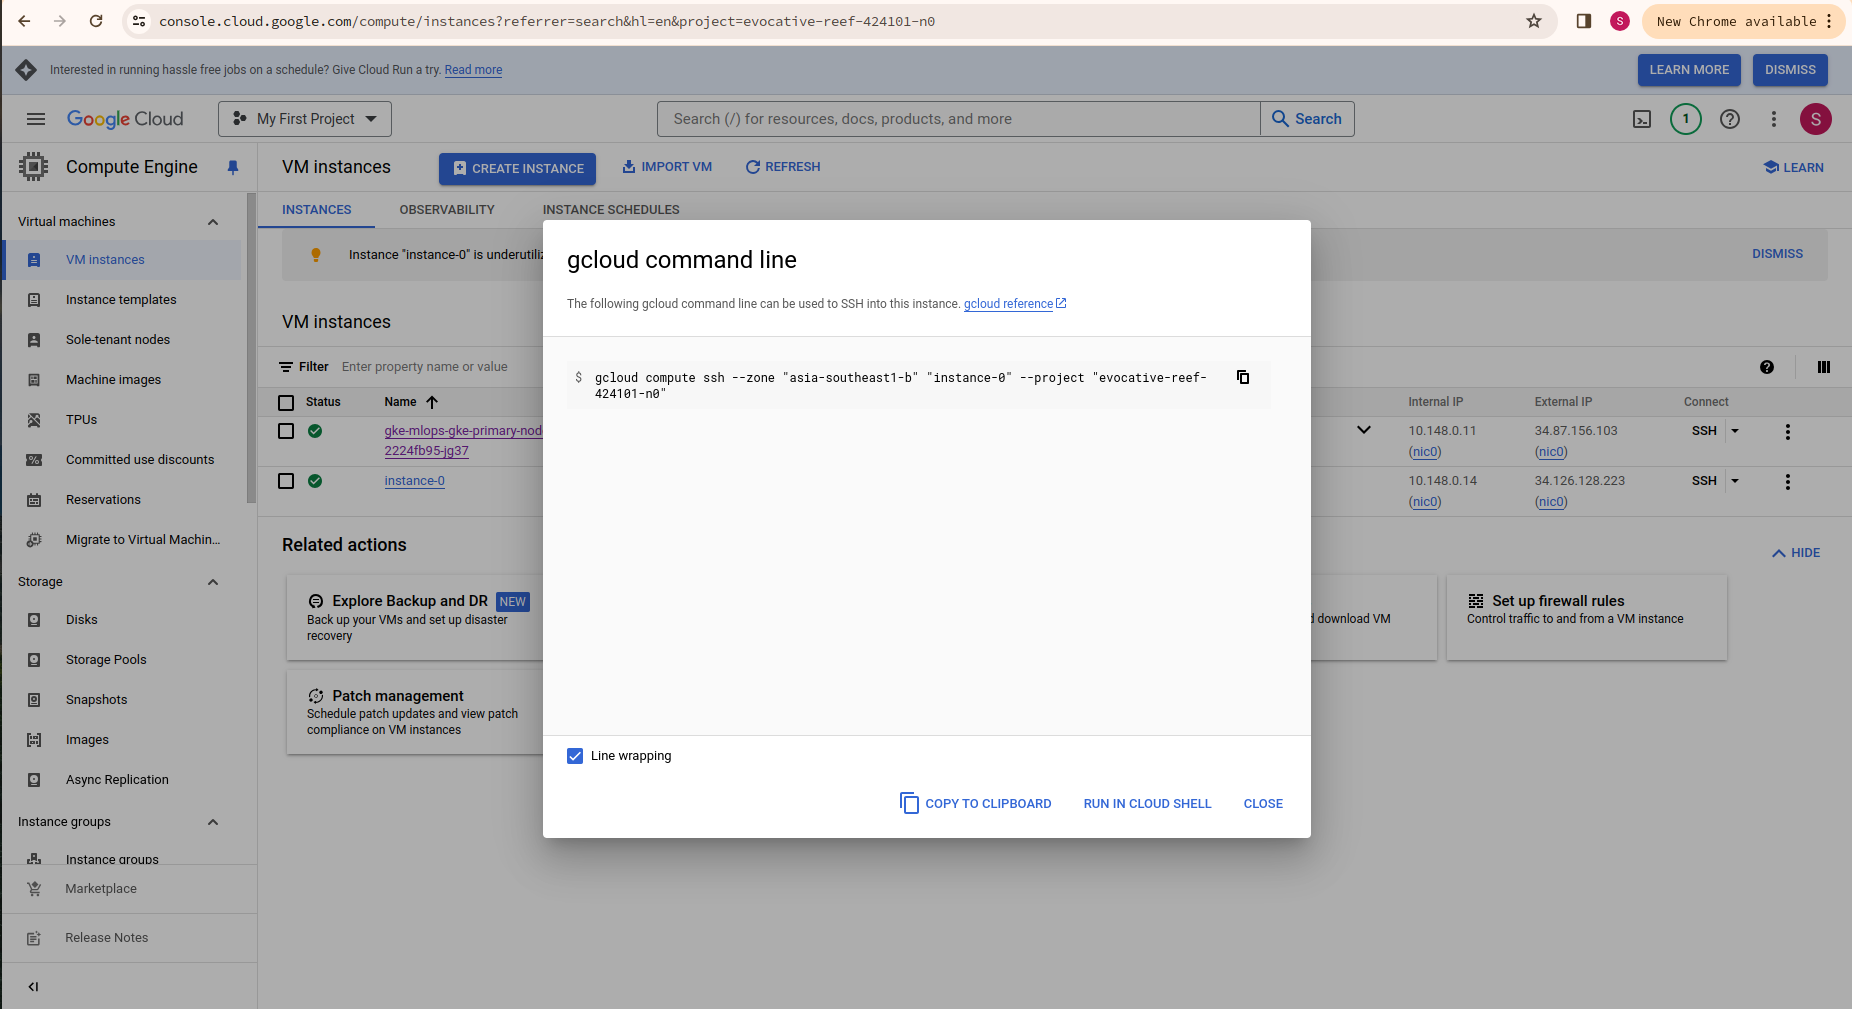 console.cloud.google.com/compute/instances?referrer=search&hl=en&project=evocative-reef-424101-n0
S
New Chrome available
Interested in running hassle free jobs on a schedule? Give Cloud Run a try. Read more
LEARN MORE
DISMISS
Google Cloud
My First Project
Search (/) for resources, docs, products, and more
Search
1
S
Compute Engine
VM instances
CREATE INSTANCE
IMPORT VM
REFRESH
LEARN
Virtual machines
VM instances
Instance templates
Sole-tenant nodes
Machine images
TPUs
Committed use discounts
Reservations
Migrate to Virtual Machin...
Storage
Disks
Storage Pools
Snapshots
Images
Async Replication
Instance groups
Instance groups
Marketplace
Release Notes
INSTANCES
OBSERVABILITY
INSTANCE SCHEDULES
Instance "instance-0" is underutiliz
DISMISS
VM instances
Filter
Enter property name or value
Status
Name
Internal IP
External IP
Connect
gke-mlops-gke-primary-nod
2224fb95-jg37
10.148.0.11
(nic0)
34.87.156.103
(nic0)
SSH
instance-0
10.148.0.14
(nic0)
34.126.128.223
(nic0)
SSH
Related actions
HIDE
Explore Backup and DR NEW
Back up your VMs and set up disaster
recovery
d download VM
Set up firewall rules
Control traffic to and from a VM instance
Patch management
Schedule patch updates and view patch
compliance on VM instances
gcloud command line
The following gcloud command line can be used to SSH into this instance. gcloud reference
$ gcloud compute ssh --zone "asia-southeast1-b" "instance-0" --project "evocative-reef-
424101-n0"
Line wrapping
COPY TO CLIPBOARD
RUN IN CLOUD SHELL
CLOSE